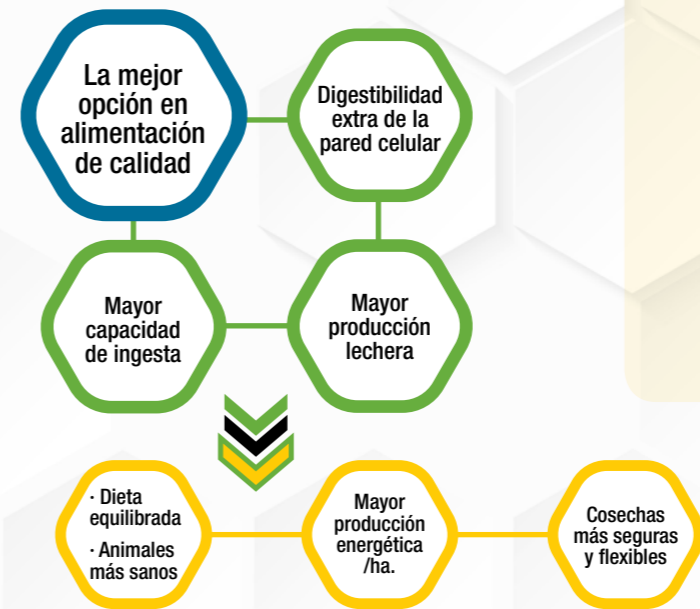 La mejor
opción en
alimentación
de calidad
Digestibilidad
extra de la
pared celular
Mayor
capacidad
de ingesta
Mayor
producción
lechera
· Dieta
equilibrada
· Animales
más sanos
Mayor
producción
energética
/ha.
Cosechas
más seguras
y flexibles